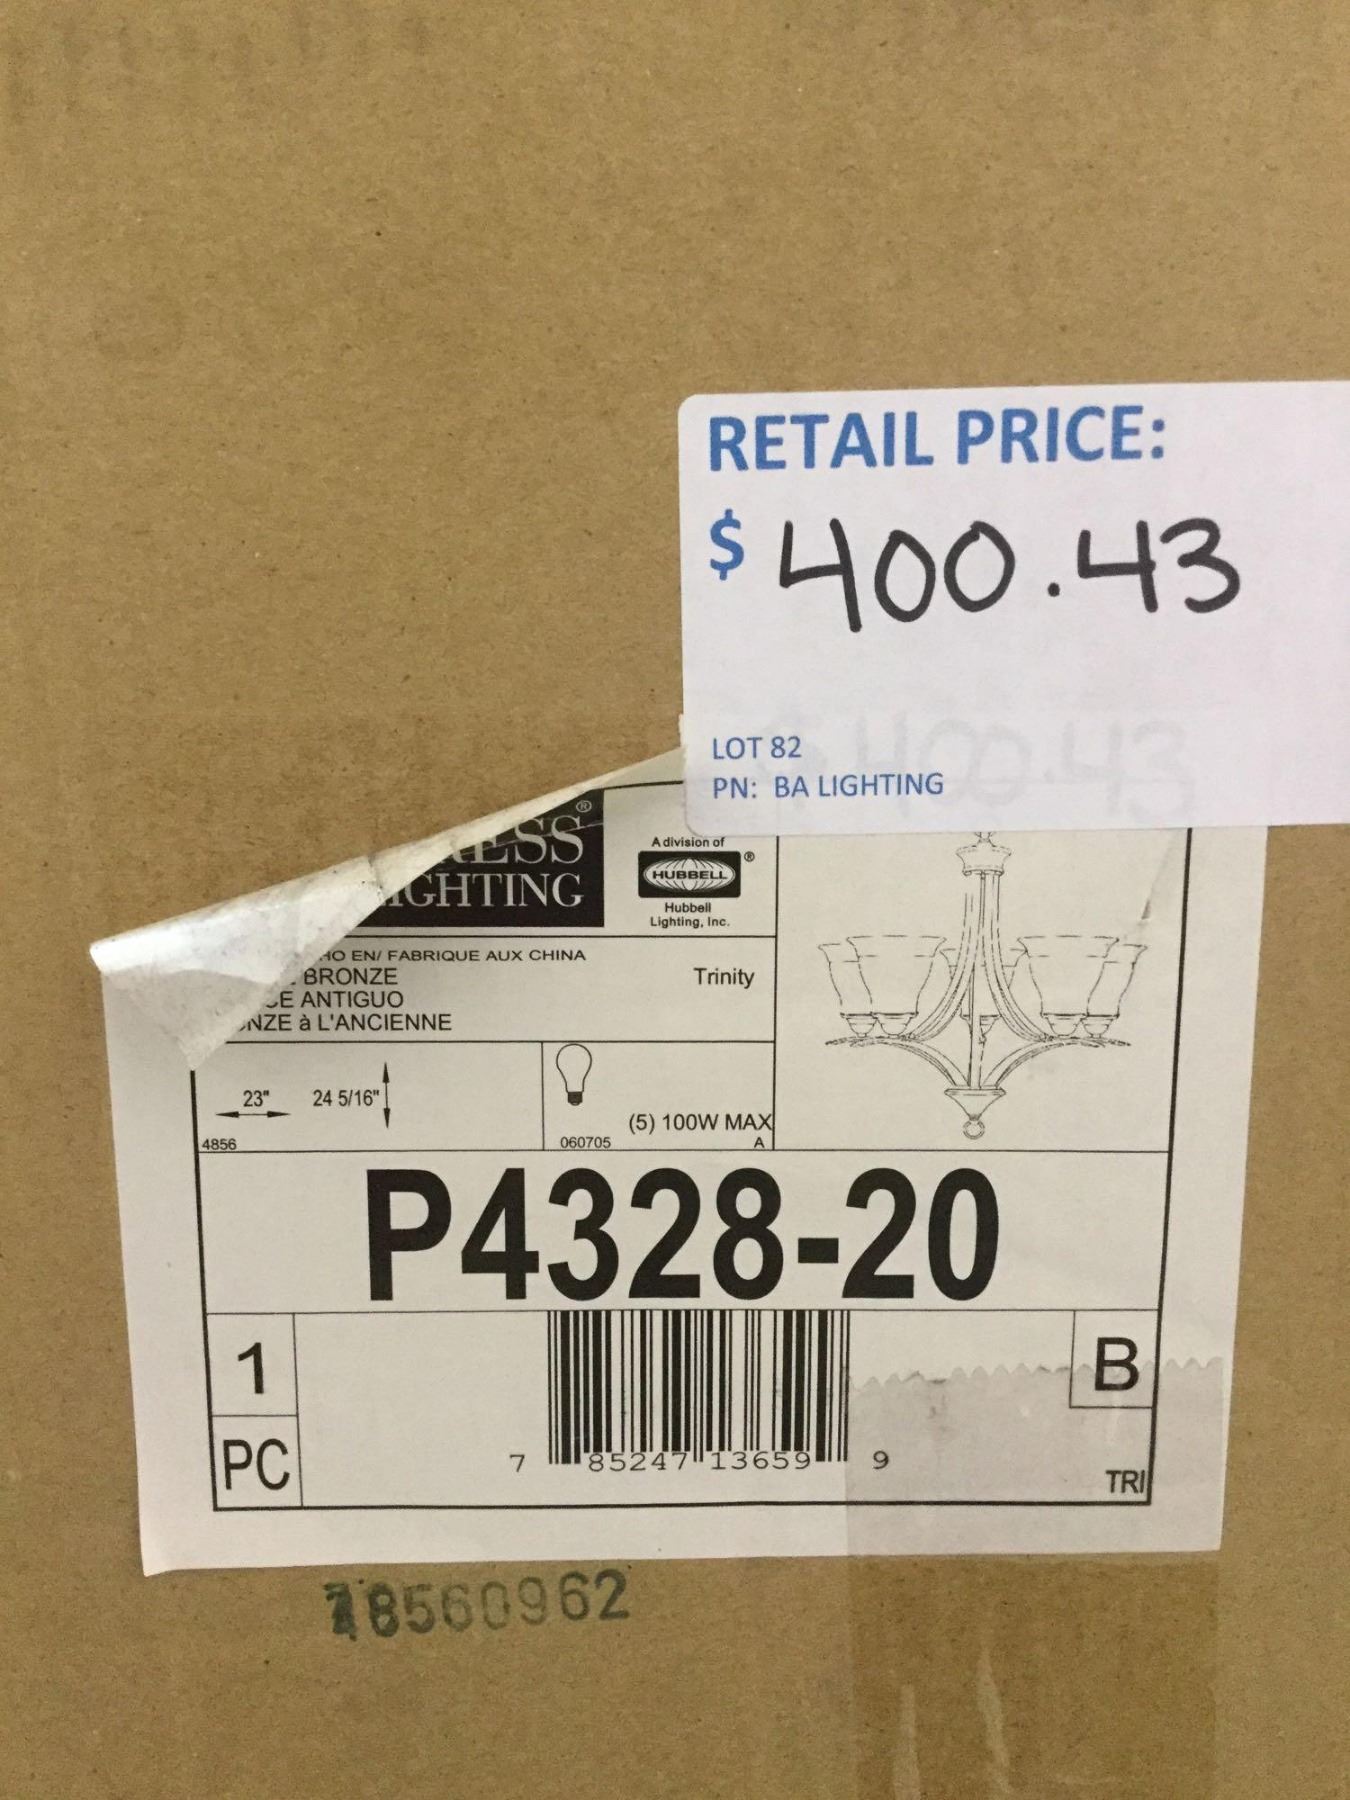 RETAIL PRICE:
$ 400.43
LOT 82
PN: BA LIGHTING
A division of
HUBBELL ®
Hubbell
Lighting, Inc.
®
LIGHTING
EN/ FABRIQUE AUX CHINA
BRONZE
ANTIGUO
à L'ANCIENNE
Trinity
23"
24 5/16"
4856
060705
(5) 100W MAX
A
P4328-20
1
PC
B
TRI
7 85247 13659 9